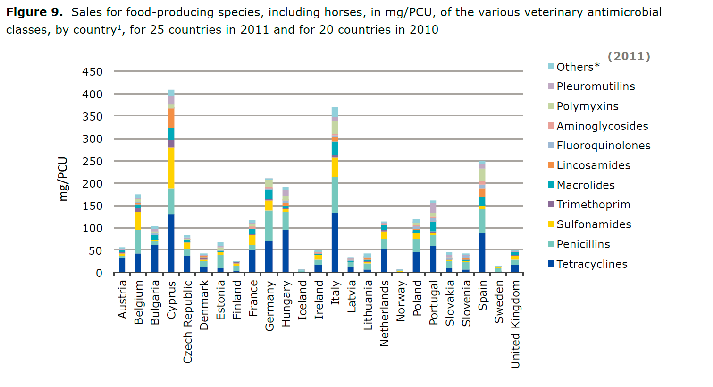 Figure 9. Sales for food-producing species, including horses, in mg/PCU, of the various veterinary antimicrobial
classes, by country¹, for 25 countries in 2011 and for 20 countries in 2010
(2011)
mg/PCU
450
400
350
300
250
200
150
100
50
0
Austria
Belgium
Bulgaria
Cyprus
Czech Republic
Denmark
Estonia
Finland
France
Germany
Hungary
Iceland
Ireland
Italy
Latvia
Lithuania
Netherlands
Norway
Poland
Portugal
Slovakia
Slovenia
Spain
Sweden
United Kingdom
Others*
Pleuromutilins
Polymyxins
Aminoglycosides
Fluoroquinolones
Lincosamides
Macrolides
Trimethoprim
Sulfonamides
Penicillins
Tetracyclines